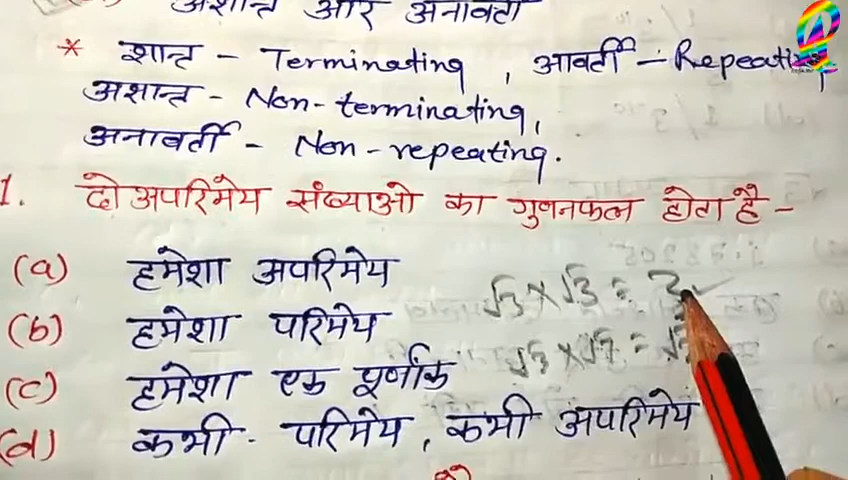 अशान्त और अनावर्ती
* शान्त - Terminating, आवर्ती - Repeating
अशान्त - Non-terminating,
अनावर्ती - Non-repeating.
1. दो अपरिमेय संख्याओ का गुणनफल होता है -
(a) हमेशा अपरिमेय
√3 × √3 = 3
(b) हमेशा परिमेय
(c) हमेशा एक पूर्णांक
(d) कभी परिमेय, कभी अपरिमेय